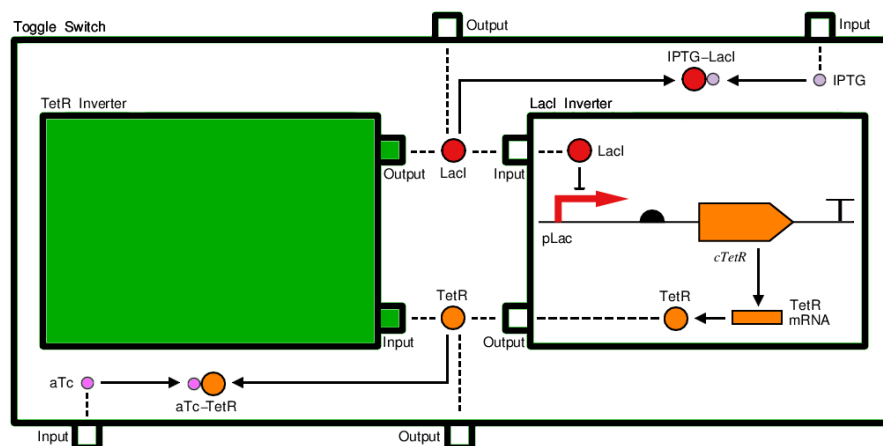 Toggle Switch
Output
Input
IPTG-LacI
IPTG
TetR Inverter
LacI Inverter
Output
LacI
Input
LacI
pLac
cTetR
TetR
TetR
TetR
mRNA
Input
Output
aTc
aTc-TetR
Input
Output